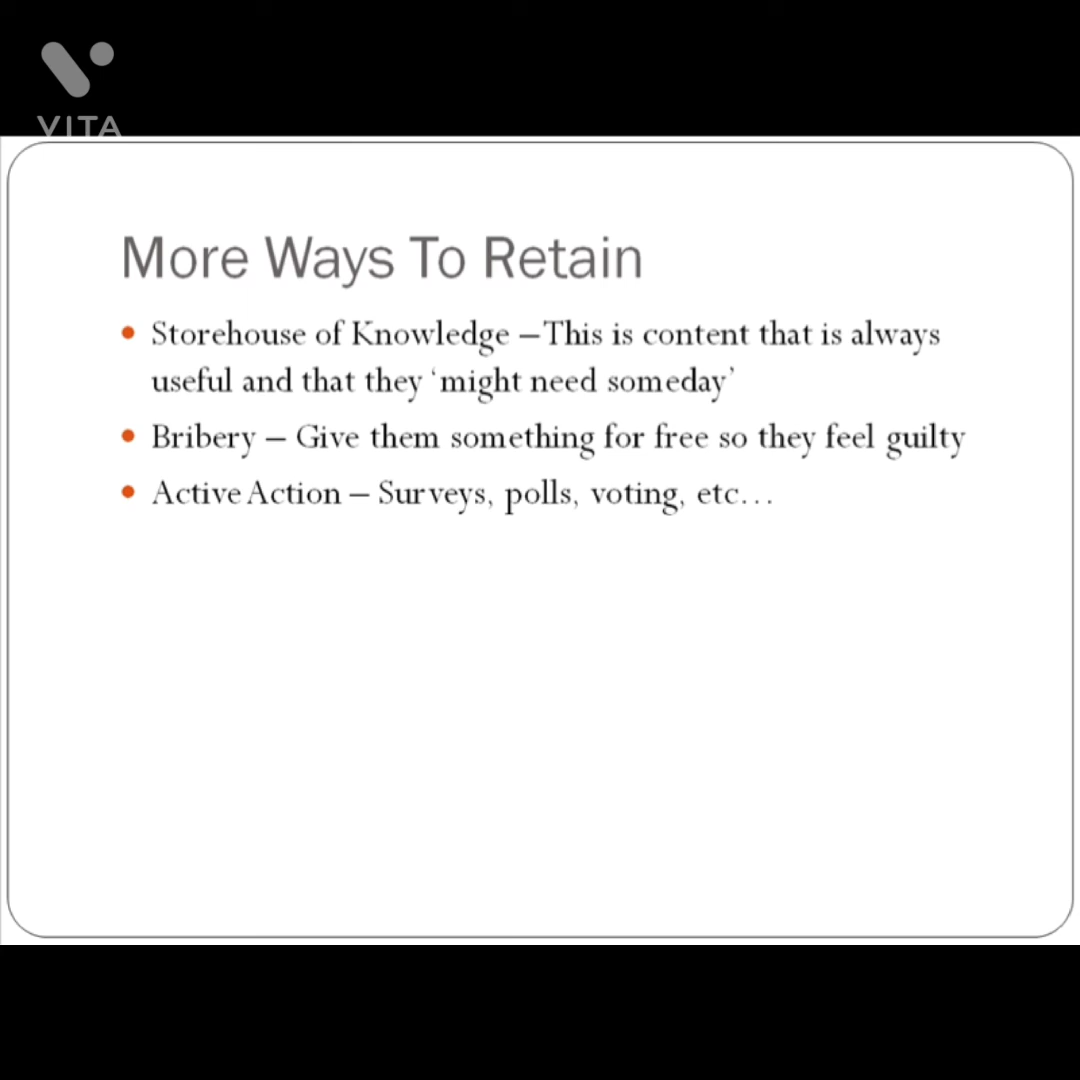 VITA
More Ways To Retain
• Storehouse of Knowledge – This is content that is always
useful and that they ‘might need someday’
• Bribery – Give them something for free so they feel guilty
• Active Action – Surveys, polls, voting, etc…